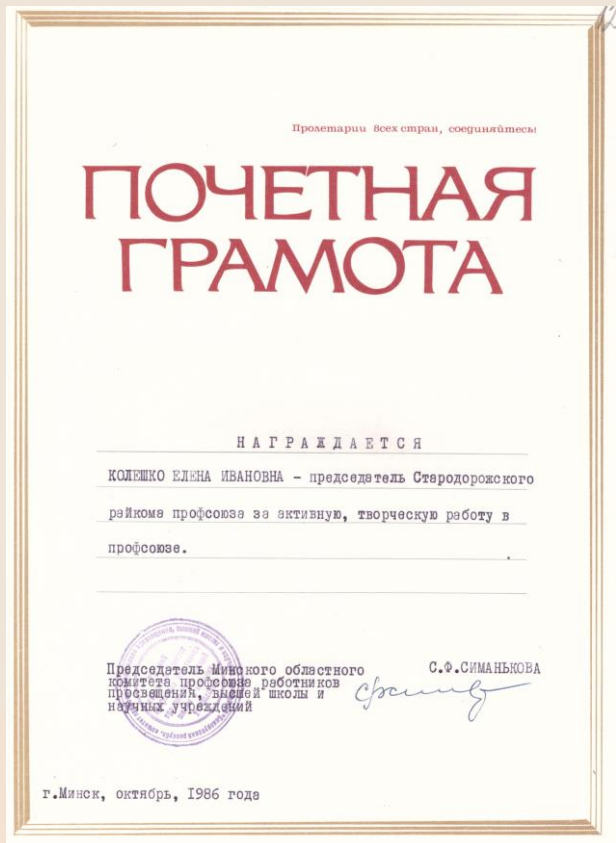 Пролетарии всех стран, соединяйтесь!
ПОЧЕТНАЯ
ГРАМОТА
НАГРАЖДАЕТСЯ
КОЛЕШКО ЕЛЕНА ИВАНОВНА – председатель Стародорожского
райкома профсоюза за активную, творческую работу в
профсоюзе.
Председатель Минского областного С.Ф.СИМАНЬКОВА
комитета профсоюза работников
просвещения, высшей школы и
научных учреждений
г.Минск, октябрь, 1986 года